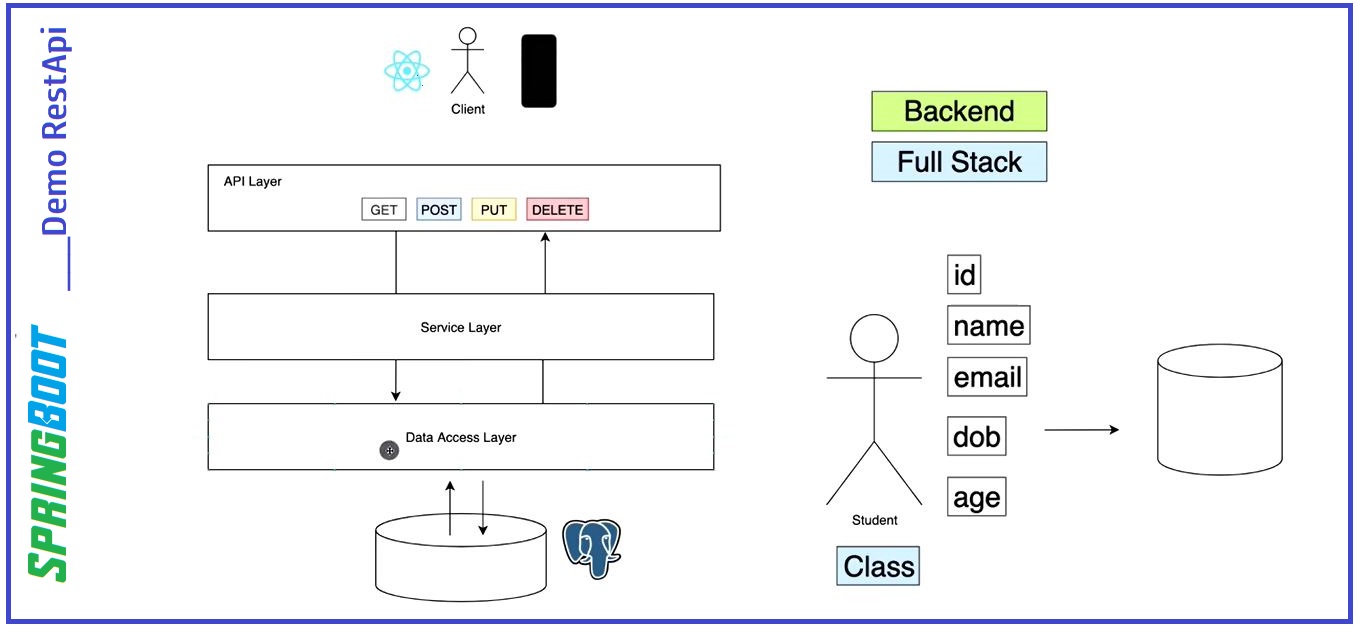 ___Demo RestApi
SPRINGBOOT
Client
API Layer
GET POST PUT DELETE
Service Layer
Data Access Layer
Backend
Full Stack
id
name
email
dob
age
Student
Class